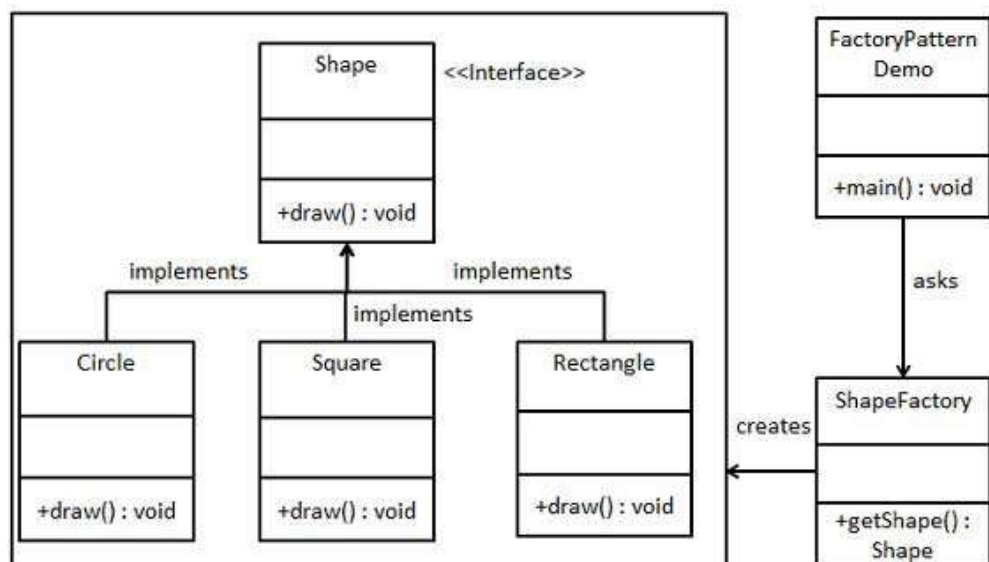 Shape
<<Interface>>
+draw() : void
implements
implements
implements
Circle
+draw() : void
Square
+draw() : void
Rectangle
+draw() : void
FactoryPattern
Demo
+main() : void
asks
creates
ShapeFactory
+getShape() :
Shape